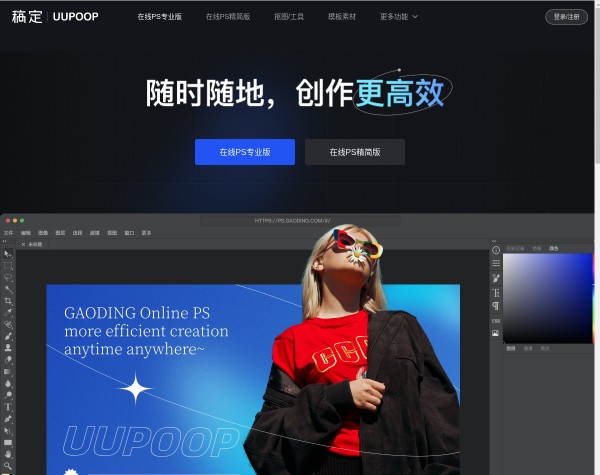 稿定 UUPOOP
在线PS专业版 在线PS精简版 抠图/工具 模板素材 更多功能 登录/注册
随时随地，创作更高效
在线PS专业版 在线PS精简版
HTTPS://PS.GAODING.COM/#/
文件 编辑 图像 图层 选择 滤镜 视图 窗口 更多
未标题
颜色
GAODING Online PS
more efficient creation
anytime anywhere~
UUPOOP
图层